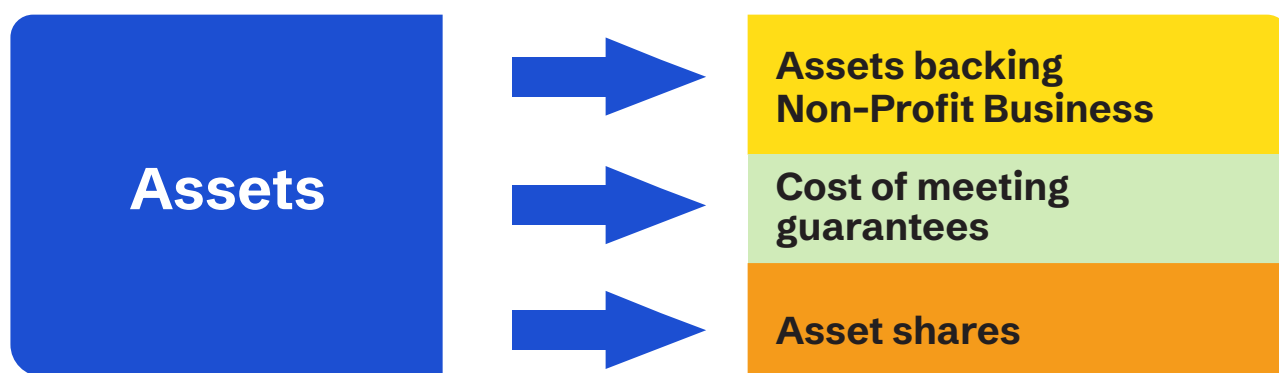 Assets
Assets backing
Non-Profit Business
Cost of meeting
guarantees
Asset shares